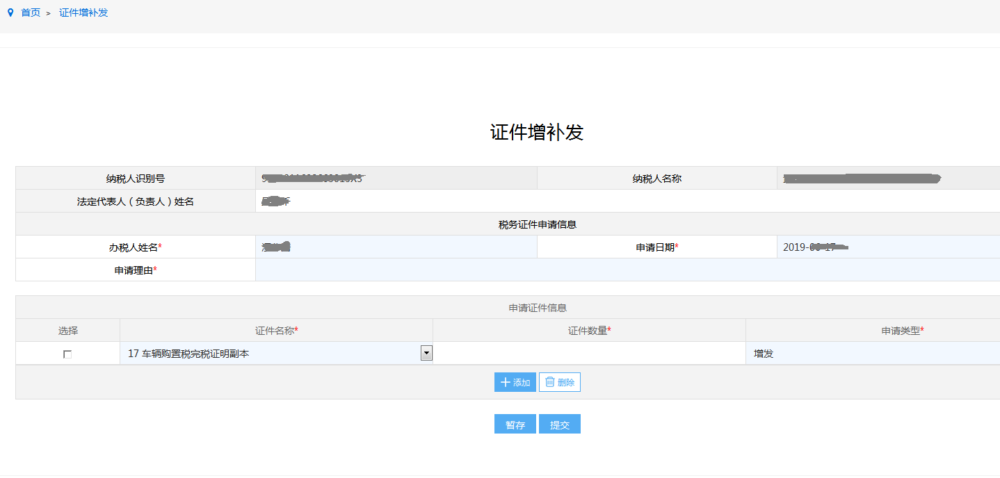 首页 > 证件增补发
证件增补发
纳税人识别号 纳税人名称
法定代表人（负责人）姓名
税务证件申请信息
办税人姓名* 申请日期* 2019-
申请理由*
申请证件信息
选择 证件名称* 证件数量* 申请类型*
17 车辆购置税完税证明副本 增发
添加 删除
暂存 提交